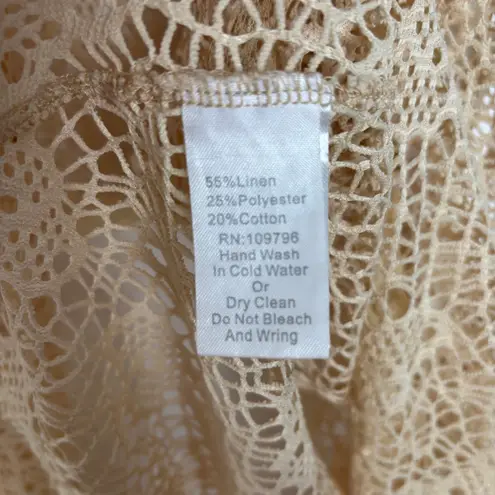 55%Linen
25%Polyester
20%Cotton
RN:109796
Hand Wash
In Cold Water
Or
Dry Clean
Do Not Bleach
And Wring